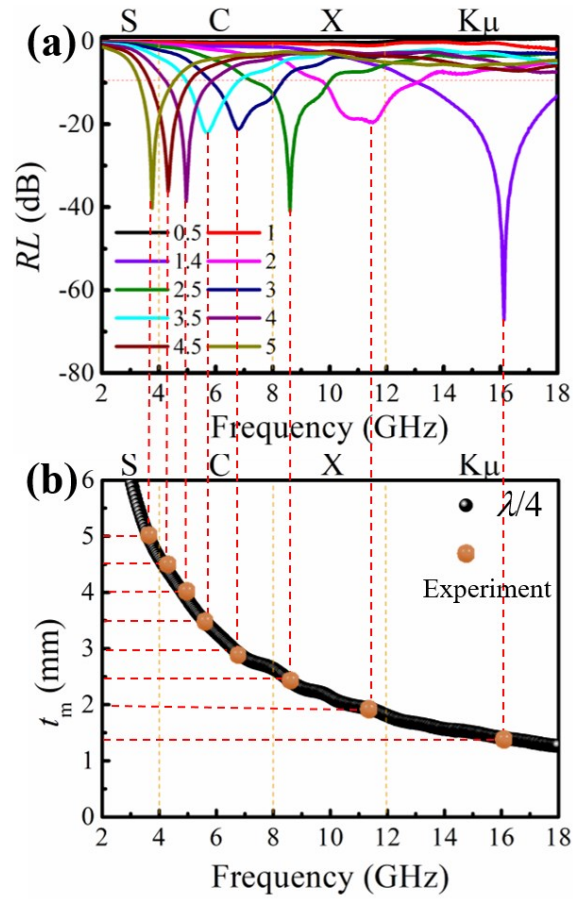 S C X Kμ
(a)
0
-20
-40
-60
-80
RL (dB)
0.5 1
1.4 2
2.5 3
3.5 4
4.5 5
2 4 6 8 10 12 14 16 18
Frequency (GHz)
S C X Kμ
(b)
6
5
4
3
2
1
0
tm (mm)
λ/4
Experiment
2 4 6 8 10 12 14 16 18
Frequency (GHz)